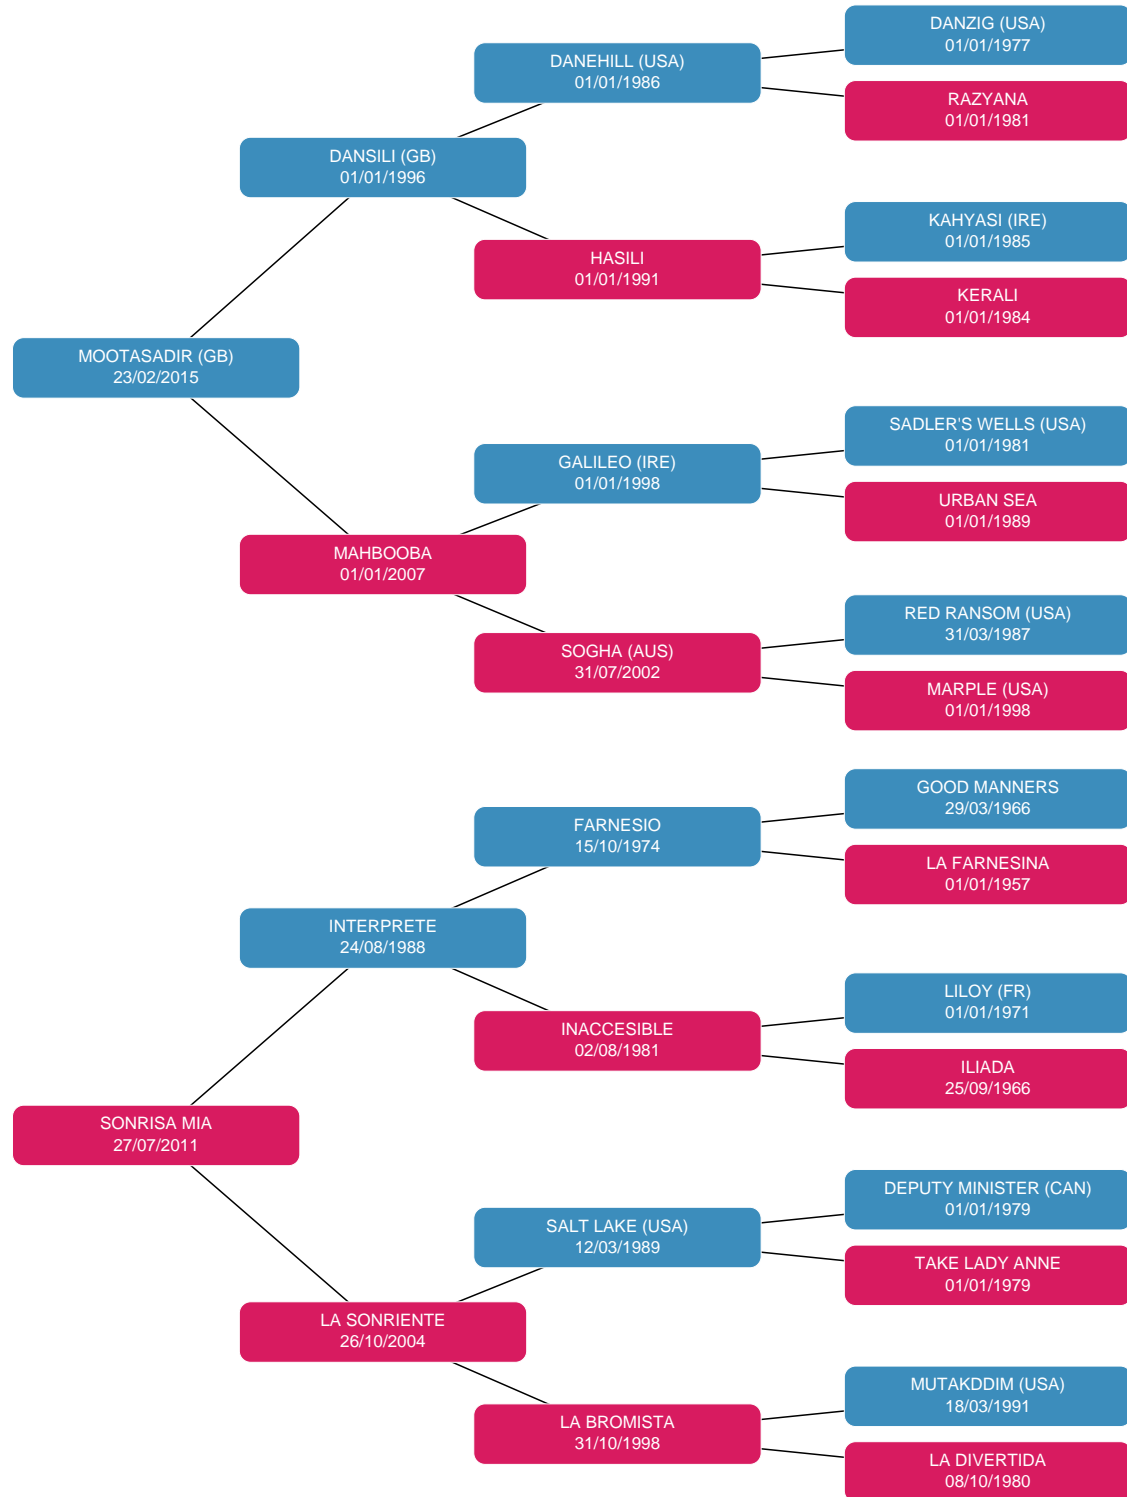 DANZIG (USA)
01/01/1977
DANEHILL (USA)
01/01/1986
RAZYANA
01/01/1981
DANSILI (GB)
01/01/1996
KAHYASI (IRE)
01/01/1985
HASILI
01/01/1991
KERALI
01/01/1984
MOOTASADIR (GB)
23/02/2015
SADLER'S WELLS (USA)
01/01/1981
GALILEO (IRE)
01/01/1998
URBAN SEA
01/01/1989
MAHBOOBA
01/01/2007
RED RANSOM (USA)
31/03/1987
SOGHA (AUS)
31/07/2002
MARPLE (USA)
01/01/1998
GOOD MANNERS
29/03/1966
FARNESIO
15/10/1974
LA FARNESINA
01/01/1957
INTERPRETE
24/08/1988
LILOY (FR)
01/01/1971
INACCESIBLE
02/08/1981
ILIADA
25/09/1966
SONRISA MIA
27/07/2011
DEPUTY MINISTER (CAN)
01/01/1979
SALT LAKE (USA)
12/03/1989
TAKE LADY ANNE
01/01/1979
LA SONRIENTE
26/10/2004
MUTAKDDIM (USA)
18/03/1991
LA BROMISTA
31/10/1998
LA DIVERTIDA
08/10/1980